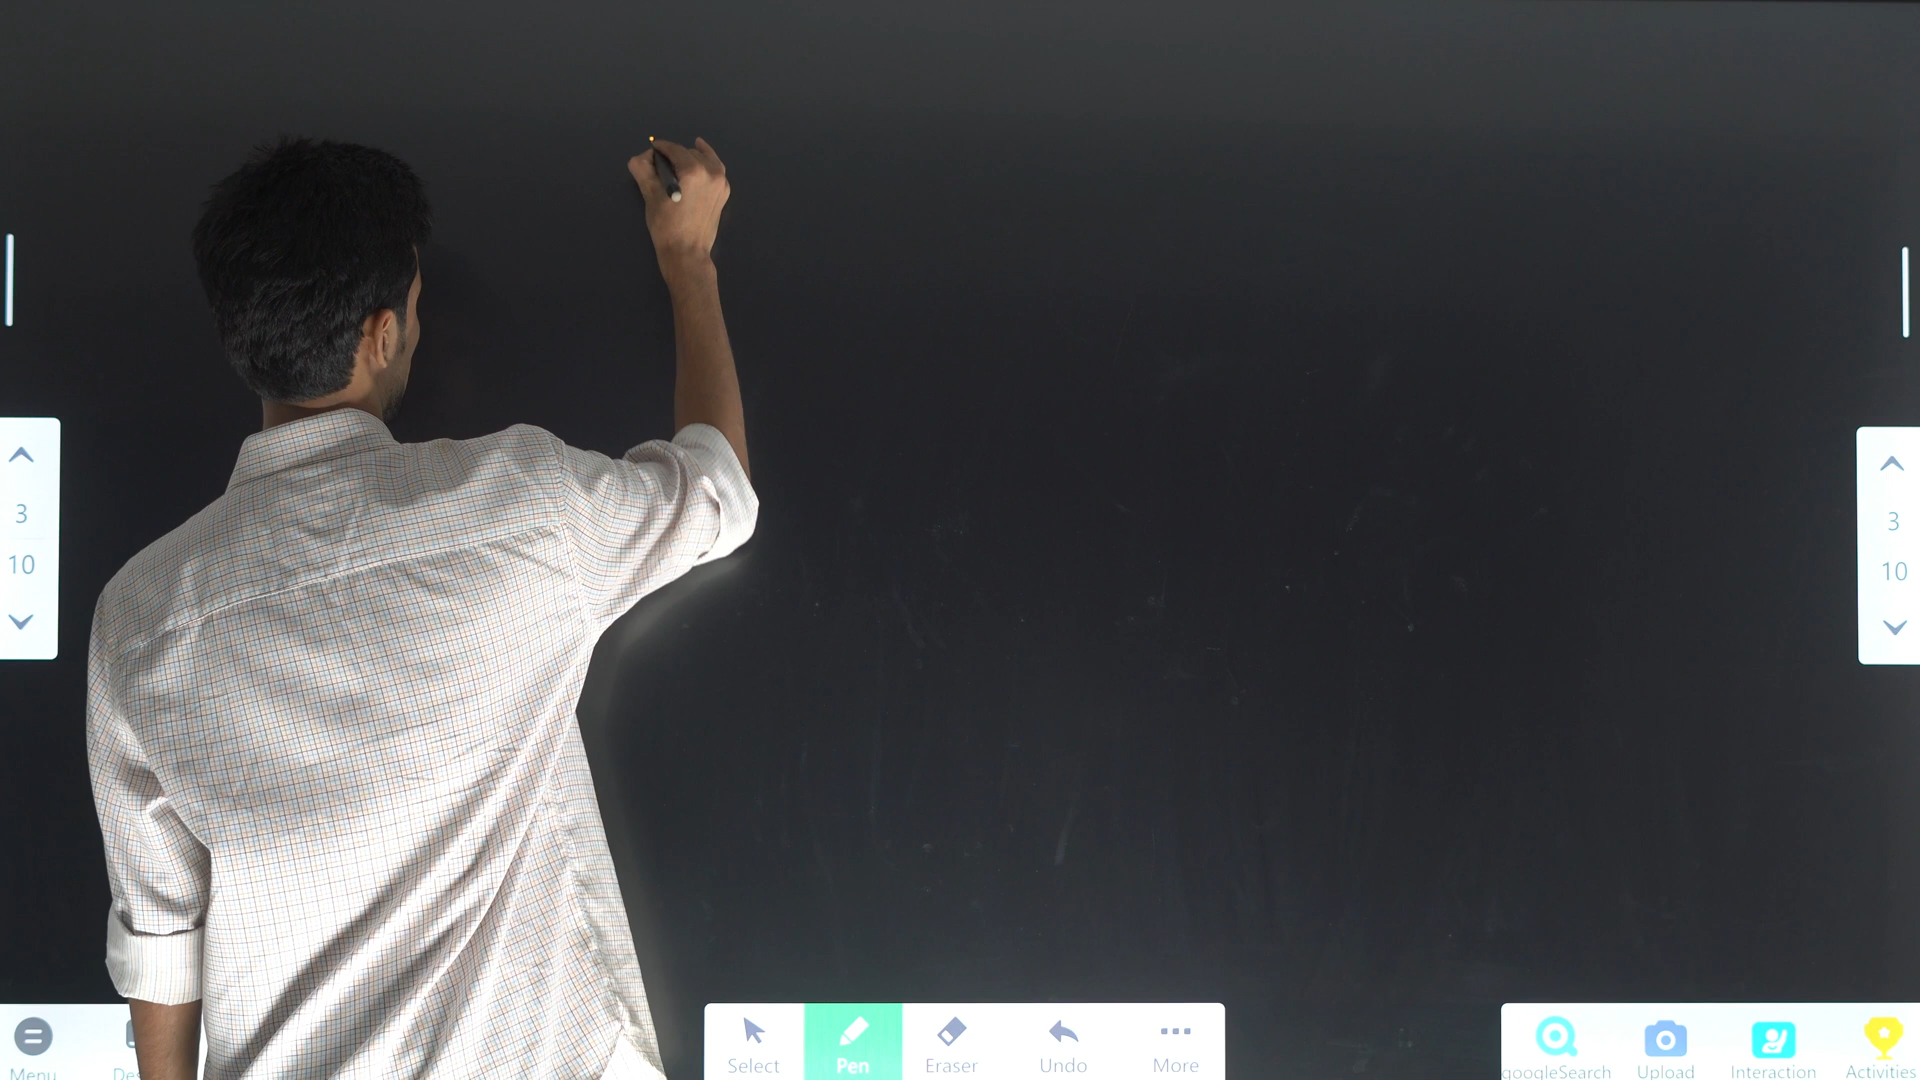 3
10
3
10
Menu
Select
Pen
Eraser
Undo
More
googleSearch
Upload
Interaction
Activities